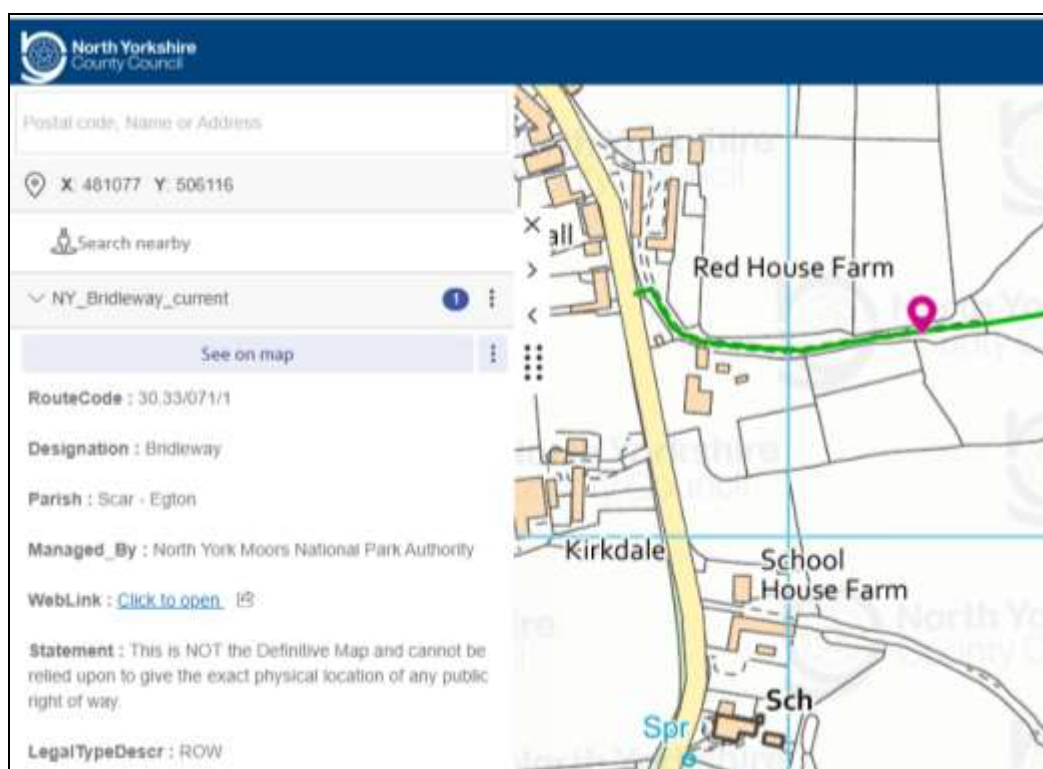 North Yorkshire
County Council
Postal code, Name or Address
X: 481077 Y: 506116
Search nearby
NY_Bridleway_current
1
See on map
RouteCode : 30.33/071/1
Designation : Bridleway
Parish : Scar - Egton
Managed_By : North York Moors National Park Authority
WebLink : Click to open
Statement : This is NOT the Definitive Map and cannot be
relied upon to give the exact physical location of any public
right of way.
LegalTypeDescr : ROW
all
Red House Farm
Kirkdale
School
House Farm
Sch
Spr